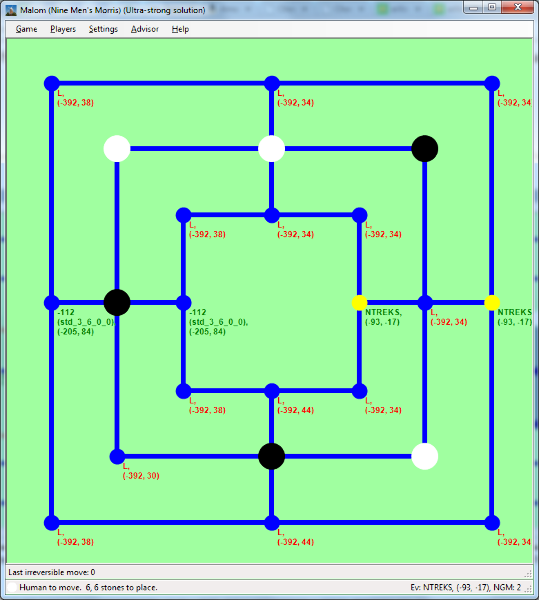 Malom (Nine Men's Morris) (Ultra-strong solution)
Game Players Settings Advisor Help
L, L, L,
(-392, 38) (-392, 34) (-392, 34
L, L, L,
(-392, 38) (-392, 34) (-392, 34)
-112 -112 NTREKS, L, NTREKS
(std_3_6_0_0) (std_3_6_0_0), (-93, -17) (-392, 34) (-93, -17)
(-205, 84) (-205, 84)
L, L, L,
(-392, 38) (-392, 44) (-392, 34)
L,
(-392, 30)
L, L, L,
(-392, 38) (-392, 44) (-392, 34
Last irreversible move: 0
Human to move. 6, 6 stones to place. Ev: NTREKS, (-93, -17), NGM: 2